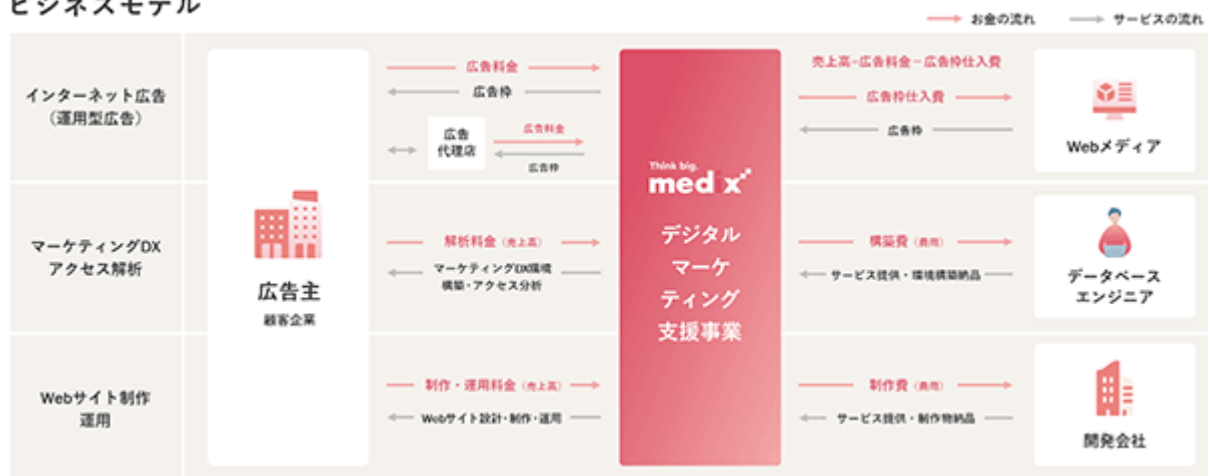 ビジネスモデル
お金の流れ
サービスの流れ
インターネット広告
（運用型広告）
広告料金
広告枠
広告
代理店
広告料金
広告枠
売上高=広告料金－広告枠仕入費
広告枠仕入費
広告枠
Webメディア
マーケティングDX
アクセス解析
広告主
顧客企業
解析料金（売上高）
マーケティングDX環境
構築・アクセス分析
Think big.
medix
デジタル
マーケ
ティング
支援事業
構築費（費用）
サービス提供・環境構築納品
データベース
エンジニア
Webサイト制作
運用
制作・運用料金（売上高）
Webサイト設計・制作・運用
制作費（費用）
サービス提供・制作物納品
開発会社